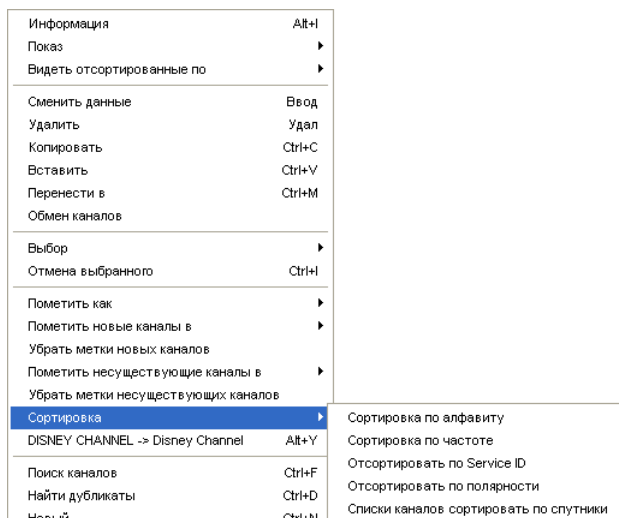 Информация Alt+I
Показ
Видеть отсортированные по
Сменить данные Ввод
Удалить Удал
Копировать Ctrl+C
Вставить Ctrl+V
Перенести в Ctrl+M
Обмен каналов
Выбор
Отмена выбранного Ctrl+I
Пометить как
Пометить новые каналы в
Убрать метки новых каналов
Пометить несуществующие каналы в
Убрать метки несуществующих каналов
Сортировка
DISNEY CHANNEL -> Disney Channel Alt+Y
Поиск каналов Ctrl+F
Найти дубликаты Ctrl+D
Новый Ctrl+N
Сортировка по алфавиту
Сортировка по частоте
Отсортировать по Service ID
Отсортировать по полярности
Списки каналов сортировать по спутники